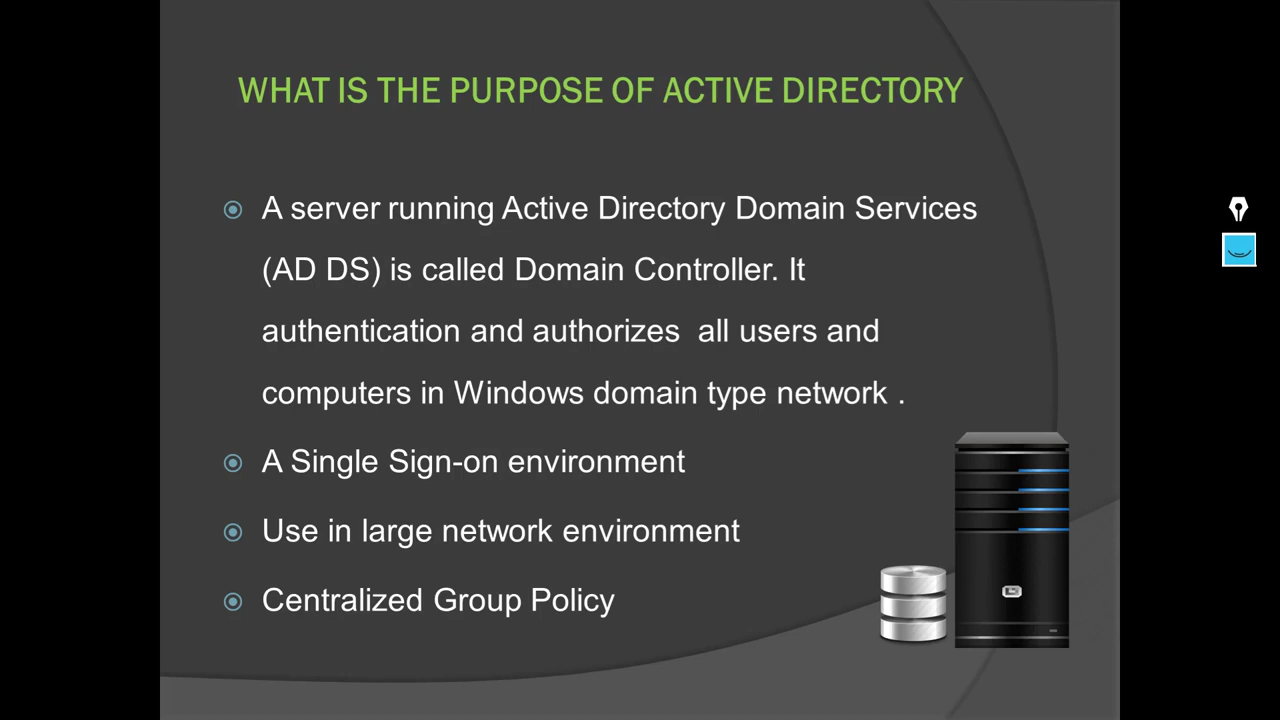 WHAT IS THE PURPOSE OF ACTIVE DIRECTORY
A server running Active Directory Domain Services
(AD DS) is called Domain Controller. It
authentication and authorizes  all users and
computers in Windows domain type network .
A Single Sign-on environment
Use in large network environment
Centralized Group Policy